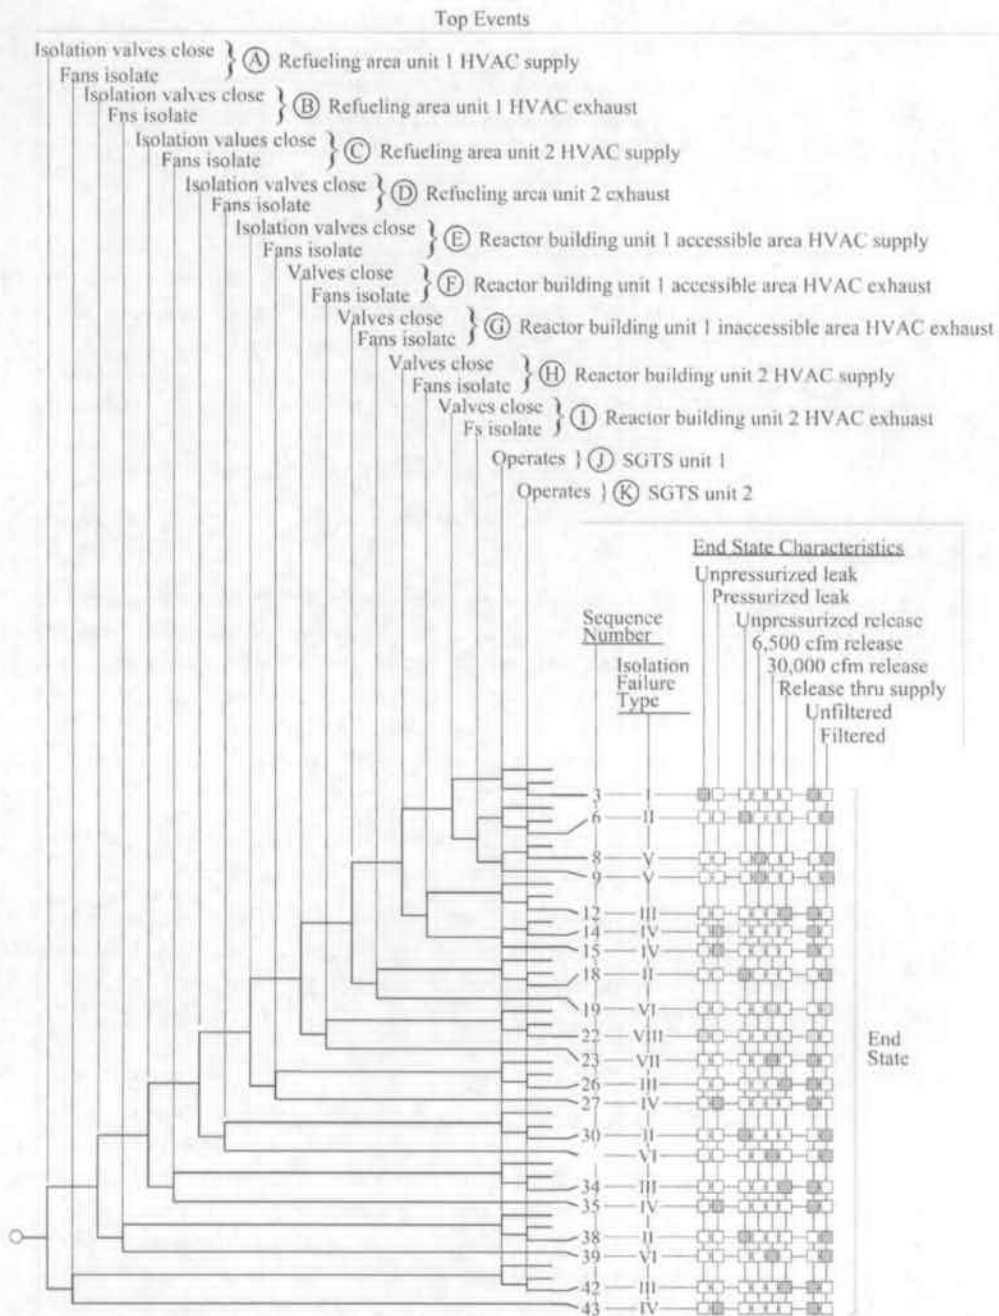 Top Events
Isolation valves close } Ⓐ Refueling area unit 1 HVAC supply
Fans isolate
Isolation valves close } Ⓑ Refueling area unit 1 HVAC exhaust
Fns isolate
Isolation values close } Ⓒ Refueling area unit 2 HVAC supply
Fans isolate
Isolation valves close } Ⓓ Refueling area unit 2 exhaust
Fans isolate
Isolation valves close } Ⓔ Reactor building unit 1 accessible area HVAC supply
Fans isolate
Valves close } Ⓕ Reactor building unit 1 accessible area HVAC exhaust
Fans isolate
Valves close } Ⓖ Reactor building unit 1 inaccessible area HVAC exhaust
Fans isolate
Valves close } Ⓗ Reactor building unit 2 HVAC supply
Fans isolate
Valves close } Ⓘ Reactor building unit 2 HVAC exhuast
Fs isolate
Operates } Ⓙ SGTS unit 1
Operates } Ⓚ SGTS unit 2
End State Characteristics
Unpressurized leak
Pressurized leak
Unpressurized release
6,500 cfm release
30,000 cfm release
Release thru supply
Unfiltered
Filtered
Sequence
Number
Isolation
Failure
Type
3 I
6 II
8 V
9 V
12 III
14 IV
15 IV
18 II
19 VI
22 VIII
23 VII
26 III
27 IV
30 II
VI
34 III
35 IV
38 II
39 VI
42 III
43 IV
End
State